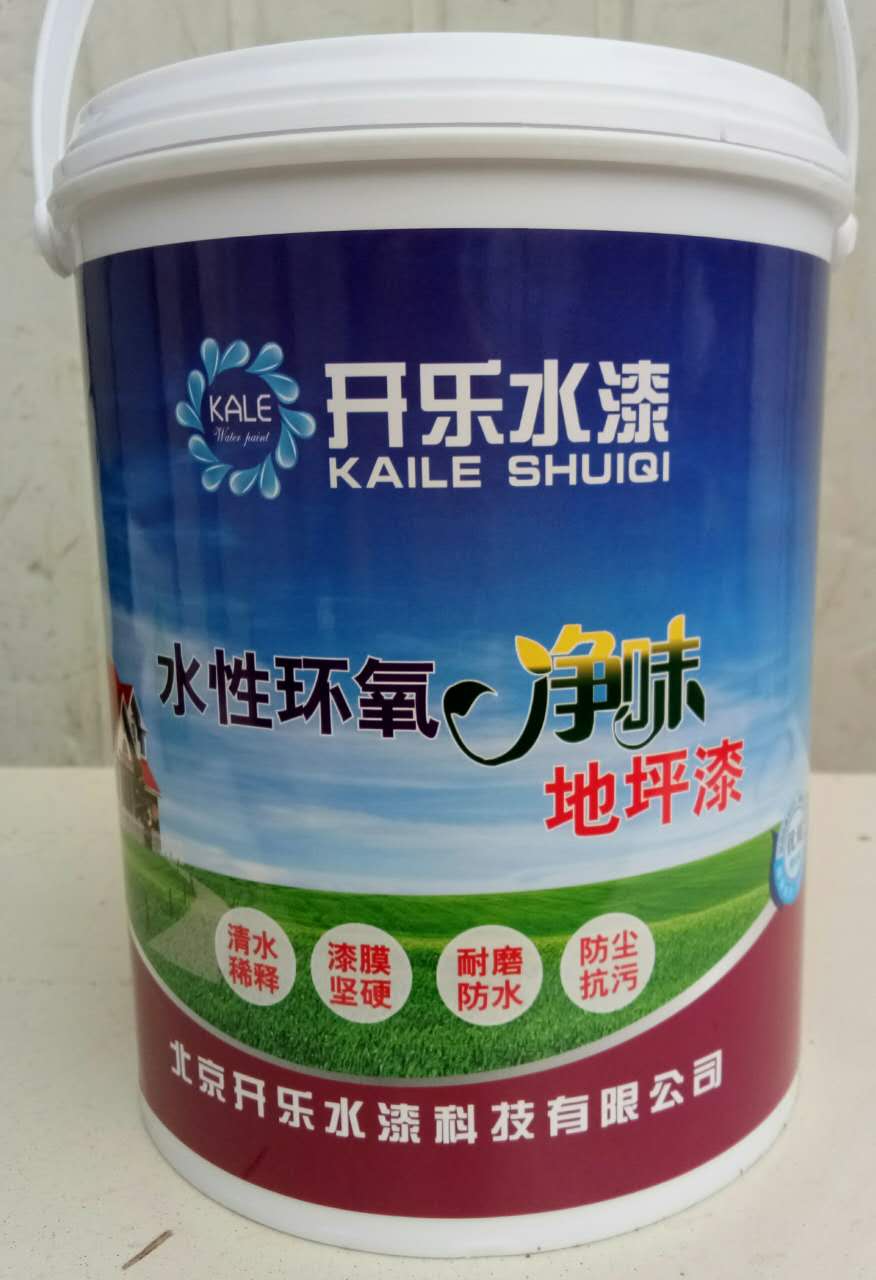 KALE
Water paint
开乐水漆
KAILE SHUIQI
水性环氧净味
地坪漆
清水
稀释
漆膜
坚硬
耐磨
防水
防尘
抗污
北京开乐水漆科技有限公司